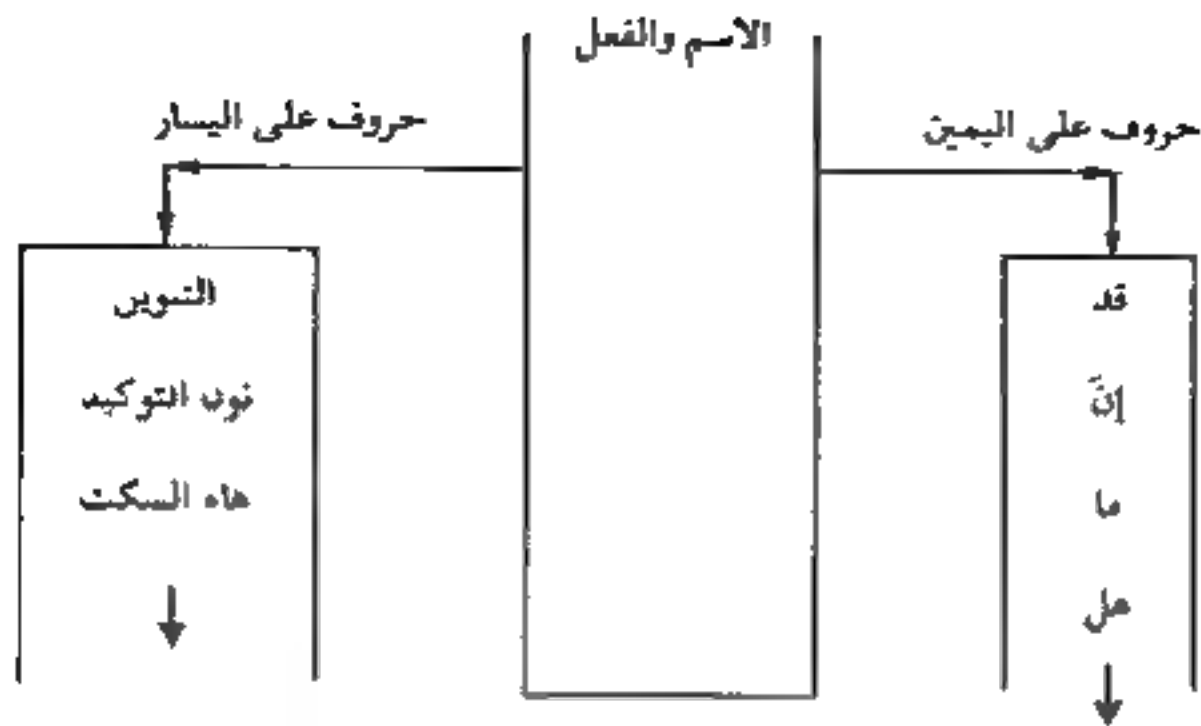 الاسم والفعل
حروف على اليمين
حروف على اليسار
قد
إنَّ
ما
هل
التنوين
نون التوكيد
هاء السكت